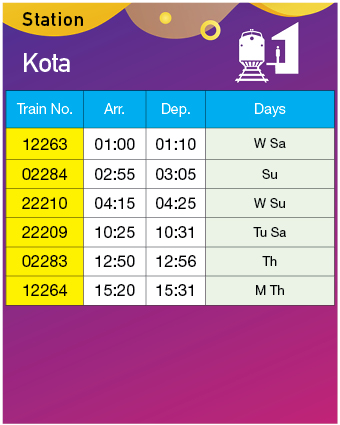 Station
Kota
Train No. Arr. Dep. Days
12263 01:00 01:10 W Sa
02284 02:55 03:05 Su
22210 04:15 04:25 W Su
22209 10:25 10:31 Tu Sa
02283 12:50 12:56 Th
12264 15:20 15:31 M Th